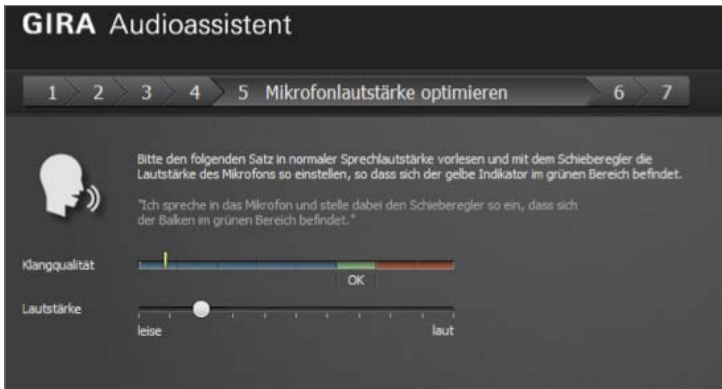 GIRA Audioassistent
1 2 3 4 5 Mikrofonlautstärke optimieren 6 7
Bitte den folgenden Satz in normaler Sprechlautstärke vorlesen und mit dem Schieberegler die
Lautstärke des Mikrofons so einstellen, so dass sich der gelbe Indikator im grünen Bereich befindet.
"Ich spreche in das Mikrofon und stelle dabei den Schieberegler so ein, dass sich
der Balken im grünen Bereich befindet."
Klangqualität
OK
Lautstärke
leise laut